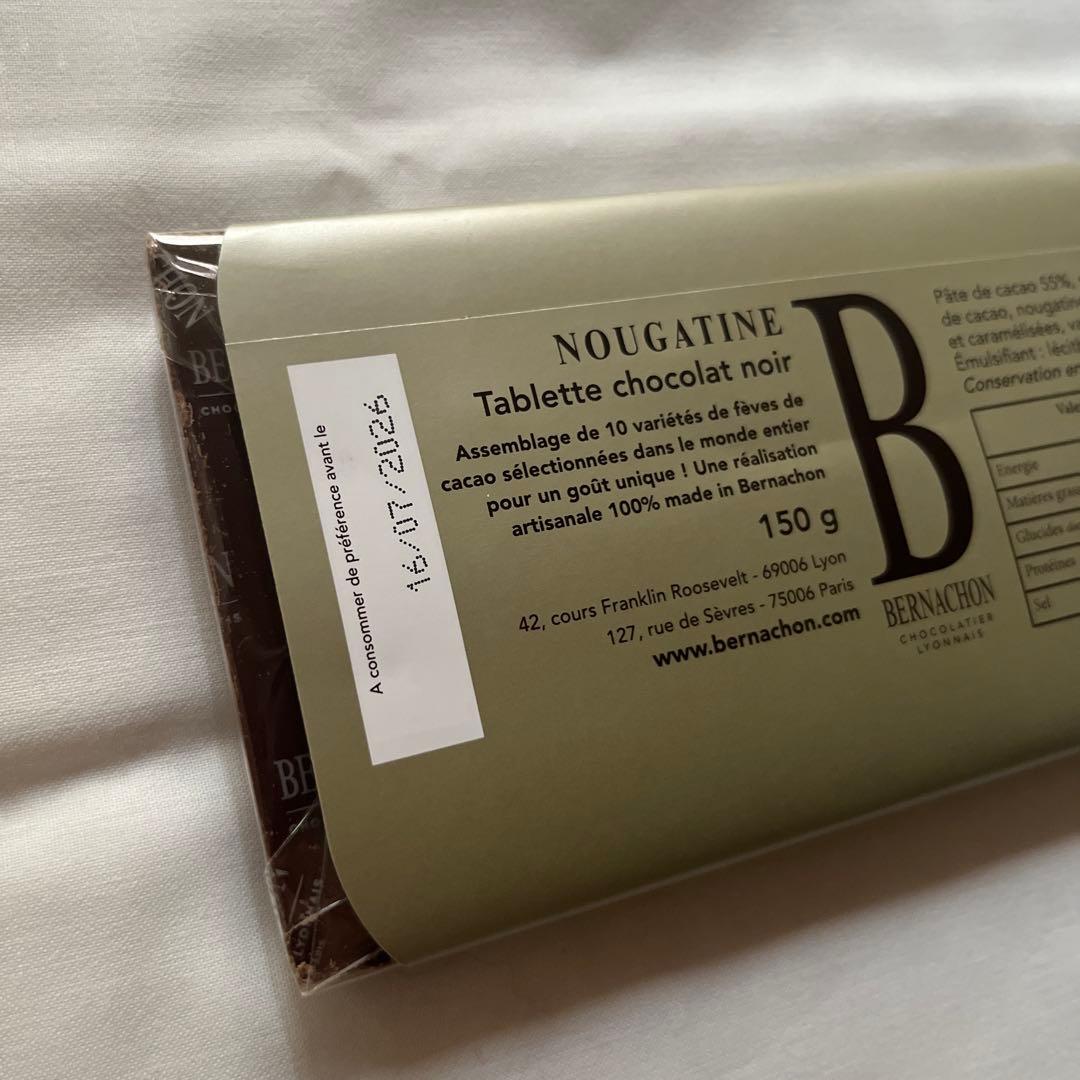 A consommer de préférence avant le
16/07/2026
NOUGATINE
Tablette chocolat noir
Assemblage de 10 variétés de fèves de
cacao sélectionnées dans le monde entier
pour un goût unique ! Une réalisation
artisanale 100% made in Bernachon
150 g
42, cours Franklin Roosevelt - 69006 Lyon
127, rue de Sèvres - 75006 Paris
www.bernachon.com
B
BERNACHON
CHOCOLATIER
LYONNAIS
Pâte de cacao 55%,
de cacao, nougatine
et caramélisées,
Émulsifiant :
Conservation
Energie
Matières
Glucides
Protéines
Sel